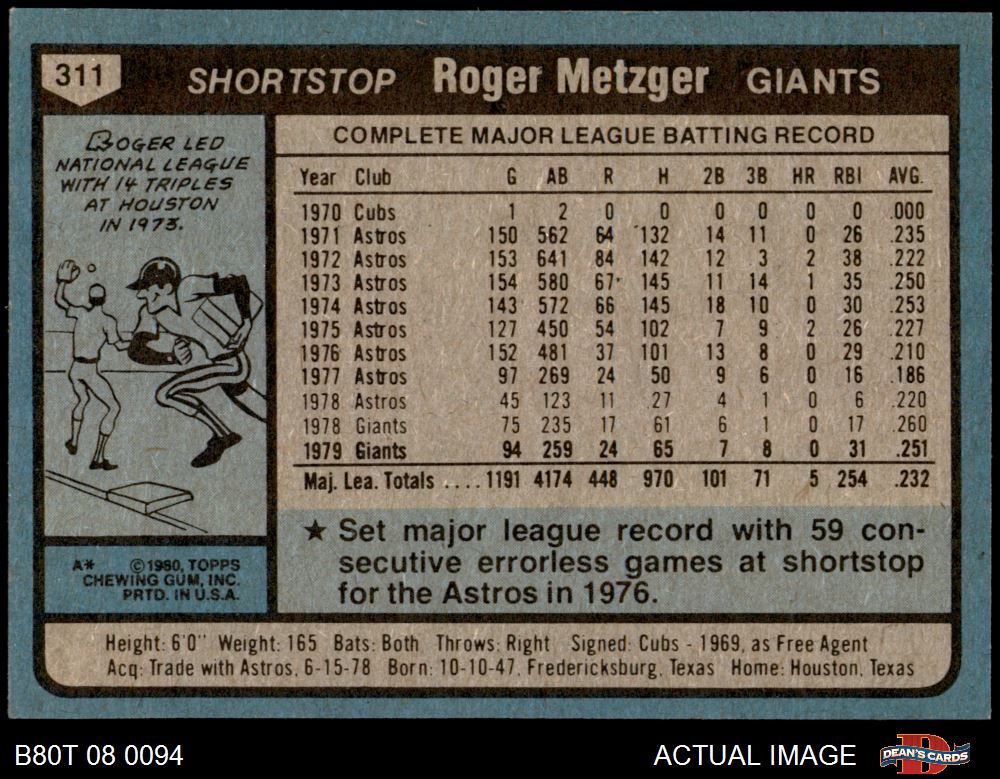 311 SHORTSTOP Roger Metzger GIANTS
ROGER LED
NATIONAL LEAGUE
WITH 14 TRIPLES
AT HOUSTON
IN 1973.
COMPLETE MAJOR LEAGUE BATTING RECORD
Year Club G AB R H 2B 3B HR RBI AVG.
1970 Cubs 1 2 0 0 0 0 0 0 .000
1971 Astros 150 562 64 132 14 11 0 26 .235
1972 Astros 153 641 84 142 12 3 2 38 .222
1973 Astros 154 580 67 145 11 14 1 35 .250
1974 Astros 143 572 66 145 18 10 0 30 .253
1975 Astros 127 450 54 102 7 9 2 26 .227
1976 Astros 152 481 37 101 13 8 0 29 .210
1977 Astros 97 269 24 50 9 6 0 16 .186
1978 Astros 45 123 11 27 4 1 0 6 .220
1978 Giants 75 235 17 61 6 1 0 17 .260
1979 Giants 94 259 24 65 7 8 0 31 .251
Maj. Lea. Totals .... 1191 4174 448 970 101 71 5 254 .232
★ Set major league record with 59 con-
secutive errorless games at shortstop
for the Astros in 1976.
A* ©1980, TOPPS
CHEWING GUM, INC.
PRTD. IN U.S.A.
Height: 6'0" Weight: 165 Bats: Both Throws: Right Signed: Cubs - 1969, as Free Agent
Acq: Trade with Astros, 6-15-78 Born: 10-10-47, Fredericksburg, Texas Home: Houston, Texas
B80T 08 0094 ACTUAL IMAGE DEAN'S CARDS